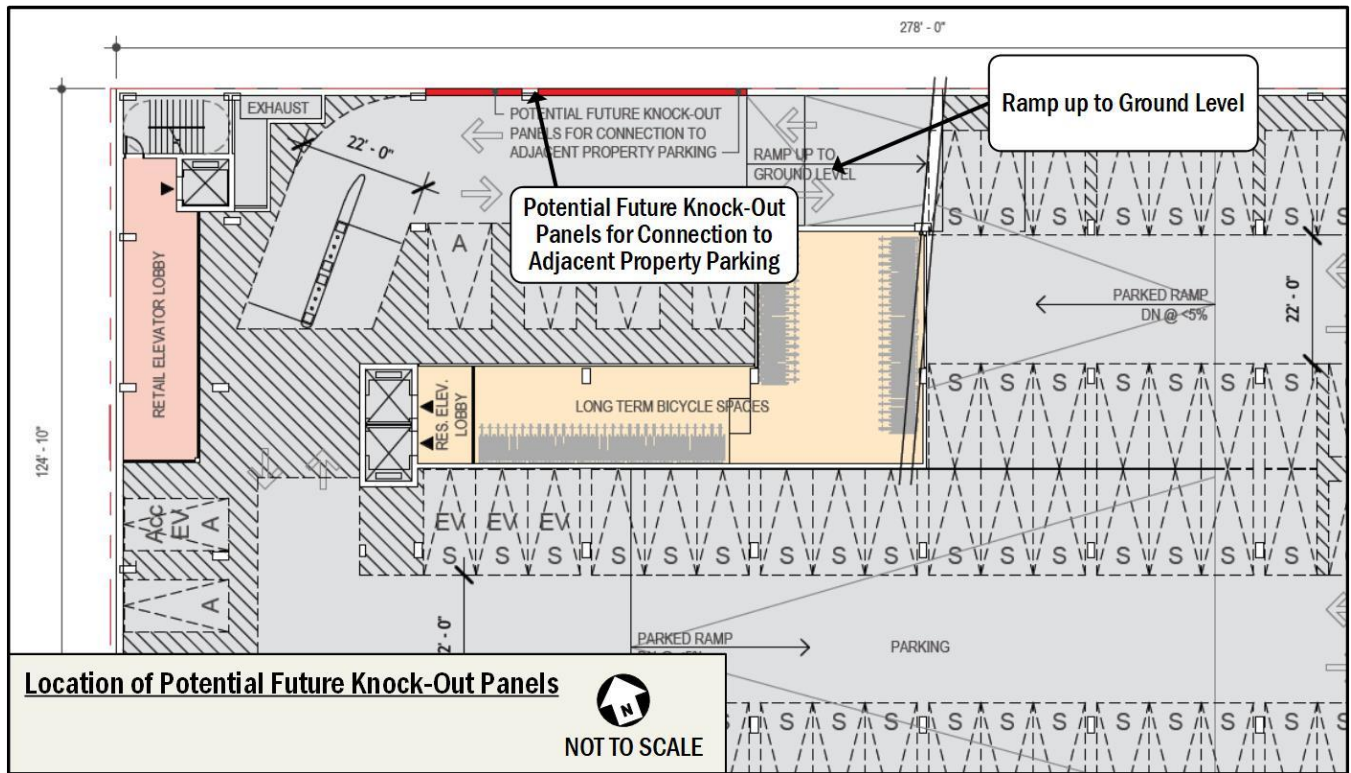 278' - 0"
EXHAUST
22' - 0"
POTENTIAL FUTURE KNOCK-OUT
PANELS FOR CONNECTION TO
ADJACENT PROPERTY PARKING
RAMP UP TO
GROUND LEVEL
Ramp up to Ground Level
Potential Future Knock-Out
Panels for Connection to
Adjacent Property Parking
S S S S S S S S
A
RETAIL ELEVATOR LOBBY
PARKED RAMP
DN @ <5%
22' - 0"
124' - 10"
RES. ELEV.
LOBBY
LONG TERM BICYCLE SPACES
S S S S S S S S
ACC
EV A
EV EV EV
S S S S S S S S S S S S S S S S S
A
PARKED RAMP
PARKING
S S S S S S S S S S S
Location of Potential Future Knock-Out Panels
N
NOT TO SCALE